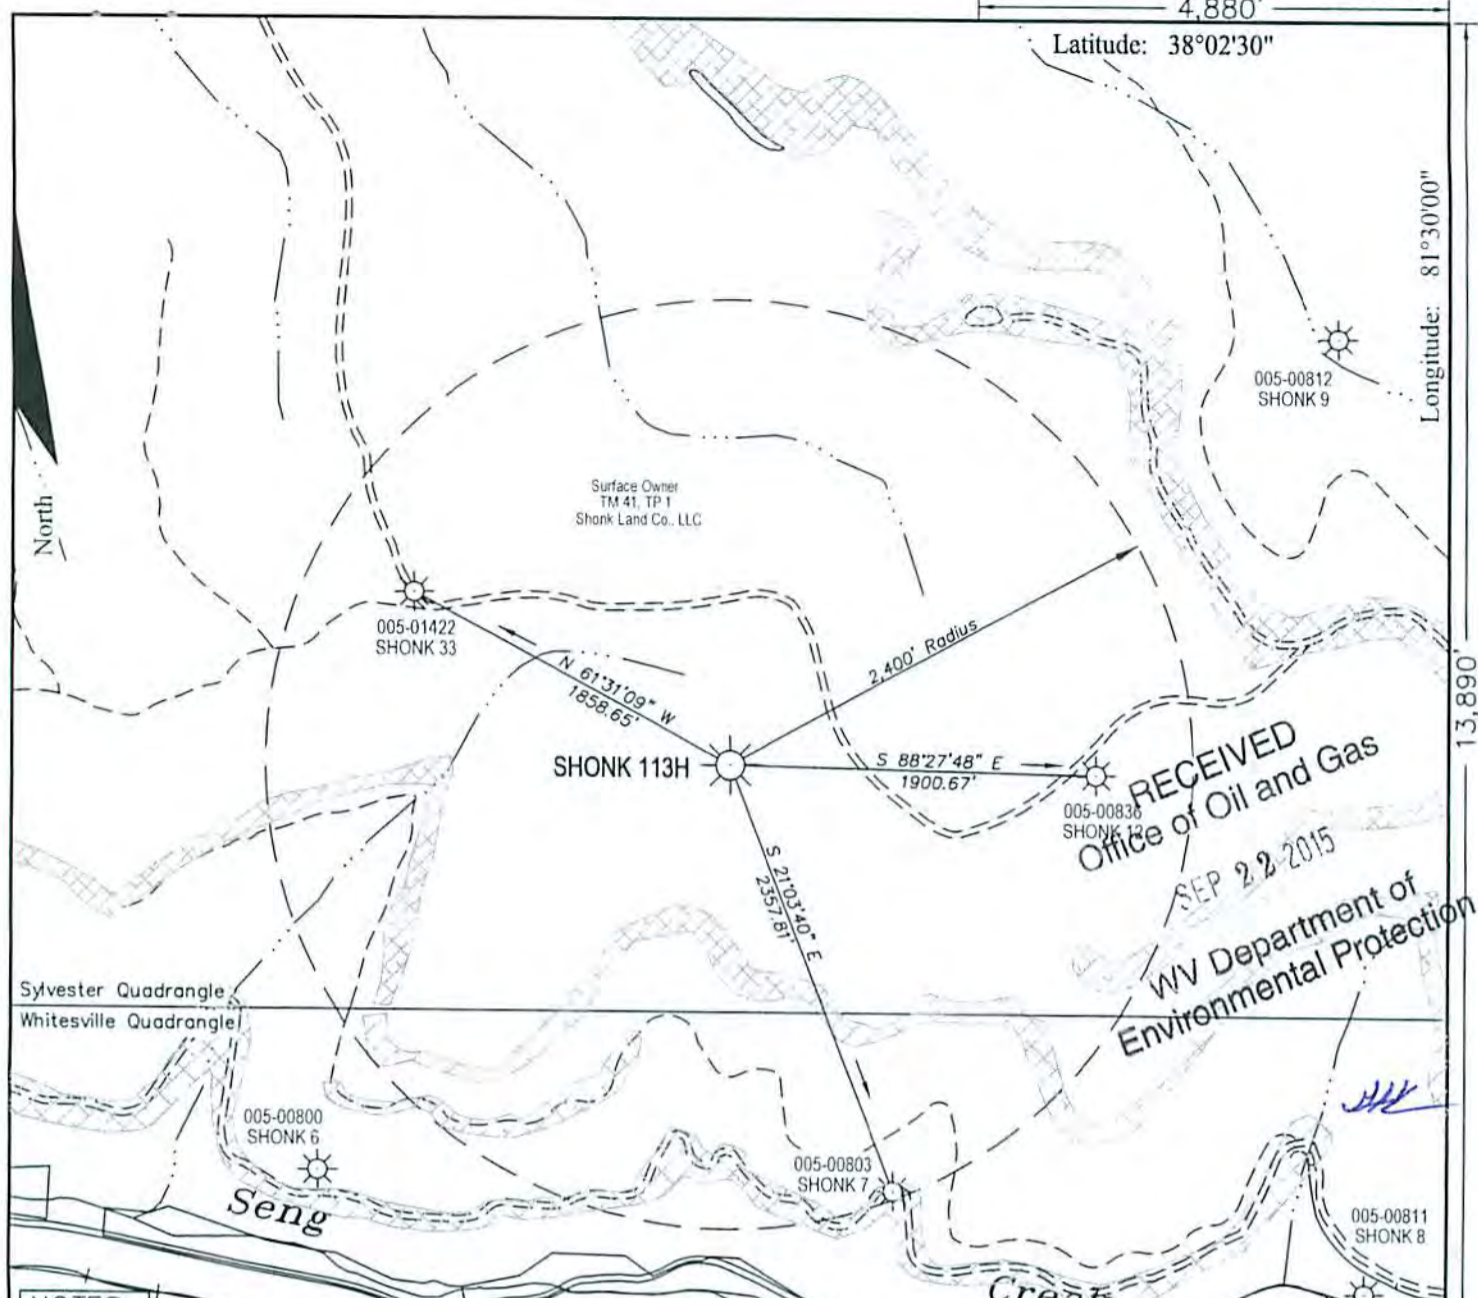 4,880'
Latitude: 38°02'30"
Longitude: 81°30'00"
13,890'
005-00812
SHONK 9
North
Surface Owner
TM 41, TP 1
Shonk Land Co., LLC
005-01422
SHONK 33
N 61°31'09" W
1858.65'
2,400' Radius
SHONK 113H
S 88°27'48" E
1900.67'
005-00836
SHONK 12
S 21°03'40" E
2357.81'
RECEIVED
Office of Oil and Gas
SEP 22 2015
WV Department of
Environmental Protection
Sylvester Quadrangle
Whitesville Quadrangle
005-00800
SHONK 6
005-00803
SHONK 7
005-00811
SHONK 8
Seng
Creek